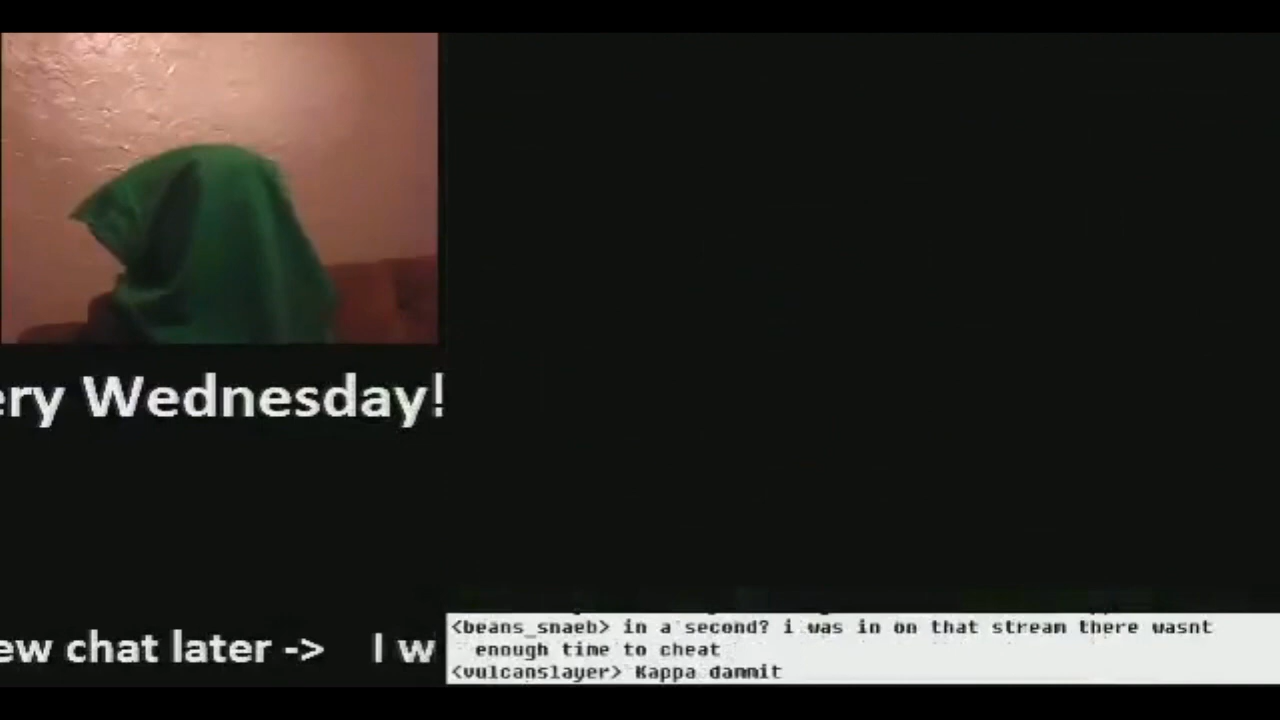 ery Wednesday!
ew chat later -> I w
<beans_snaeb> in a second? i was in on that stream there wasnt
enough time to cheat
<vulcanslayer> Kappa dammit